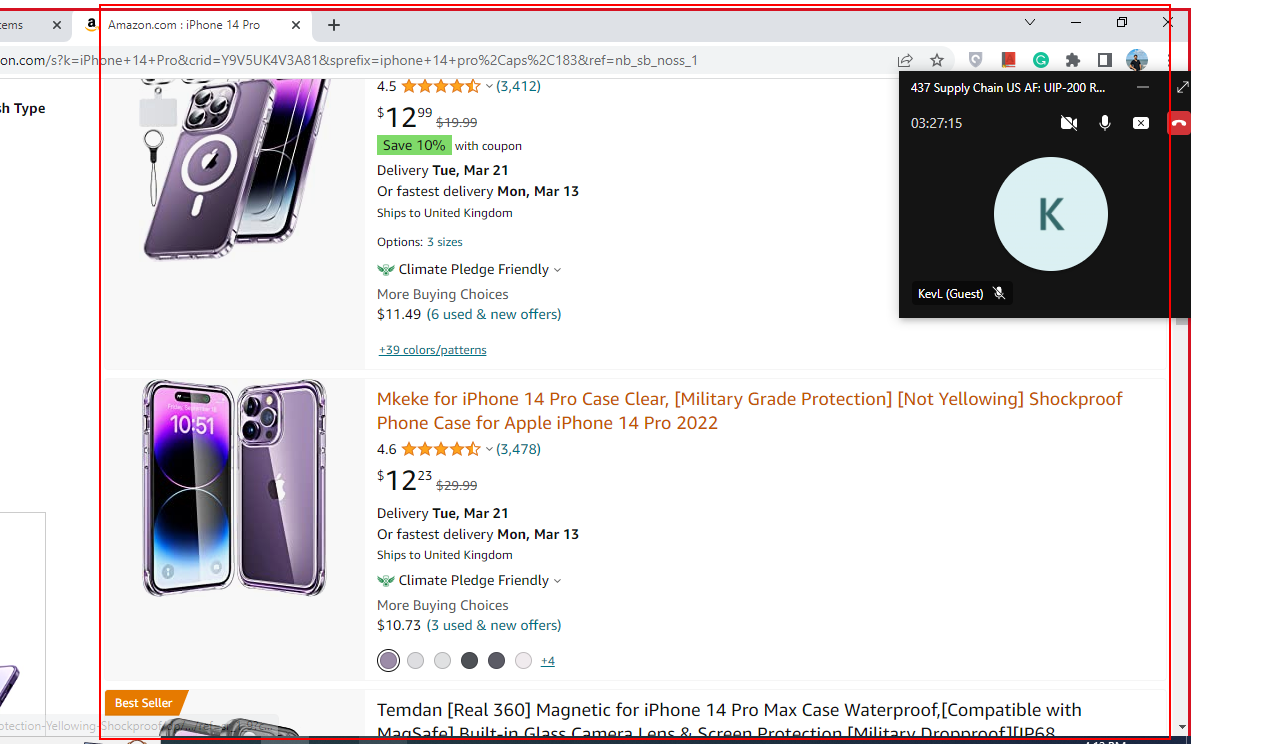 ems
Amazon.com : iPhone 14 Pro
on.com/s?k=iPhone+14+Pro&crid=Y9V5UK4V3A81&sprefix=iphone+14+pro%2Caps%2C183&ref=nb_sb_noss_1
437 Supply Chain US AF: UIP-200 R...
03:27:15
K
KevL (Guest)
sh Type
4.5 (3,412)
$12 99 $19.99
Save 10% with coupon
Delivery Tue, Mar 21
Or fastest delivery Mon, Mar 13
Ships to United Kingdom
Options: 3 sizes
Climate Pledge Friendly
More Buying Choices
$11.49 (6 used & new offers)
+39 colors/patterns
10:51
Mkeke for iPhone 14 Pro Case Clear, [Military Grade Protection] [Not Yellowing] Shockproof
Phone Case for Apple iPhone 14 Pro 2022
4.6 (3,478)
$12 23 $29.99
Delivery Tue, Mar 21
Or fastest delivery Mon, Mar 13
Ships to United Kingdom
Climate Pledge Friendly
More Buying Choices
$10.73 (3 used & new offers)
+4
Best Seller
Temdan [Real 360] Magnetic for iPhone 14 Pro Max Case Waterproof,[Compatible with
MagSafe] Built-in Glass Camera Lens & Screen Protection [Military Dropproof][IP68
otection-Yellowing-Shockproof